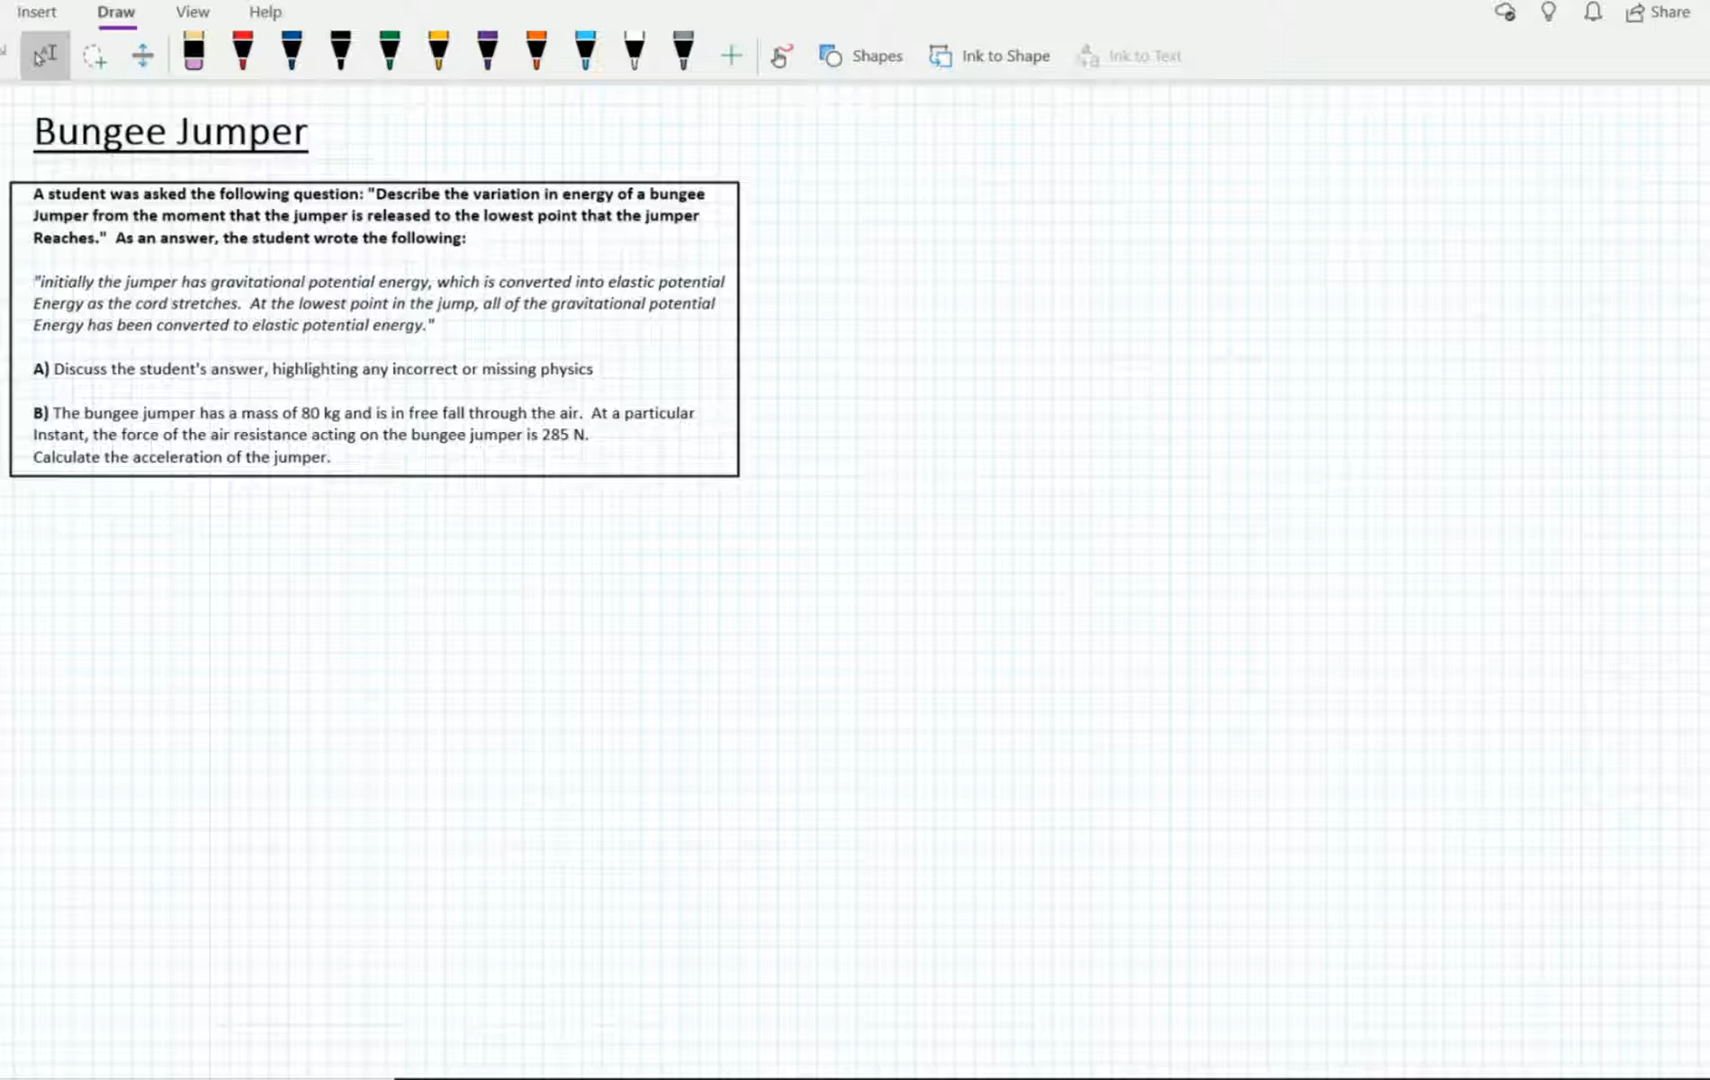 Insert Draw View Help Share
Shapes Ink to Shape Ink to Text
Bungee Jumper
A student was asked the following question: "Describe the variation in energy of a bungee
Jumper from the moment that the jumper is released to the lowest point that the jumper
Reaches." As an answer, the student wrote the following:
"initially the jumper has gravitational potential energy, which is converted into elastic potential
Energy as the cord stretches. At the lowest point in the jump, all of the gravitational potential
Energy has been converted to elastic potential energy."
A) Discuss the student's answer, highlighting any incorrect or missing physics
B) The bungee jumper has a mass of 80 kg and is in free fall through the air. At a particular
Instant, the force of the air resistance acting on the bungee jumper is 285 N.
Calculate the acceleration of the jumper.